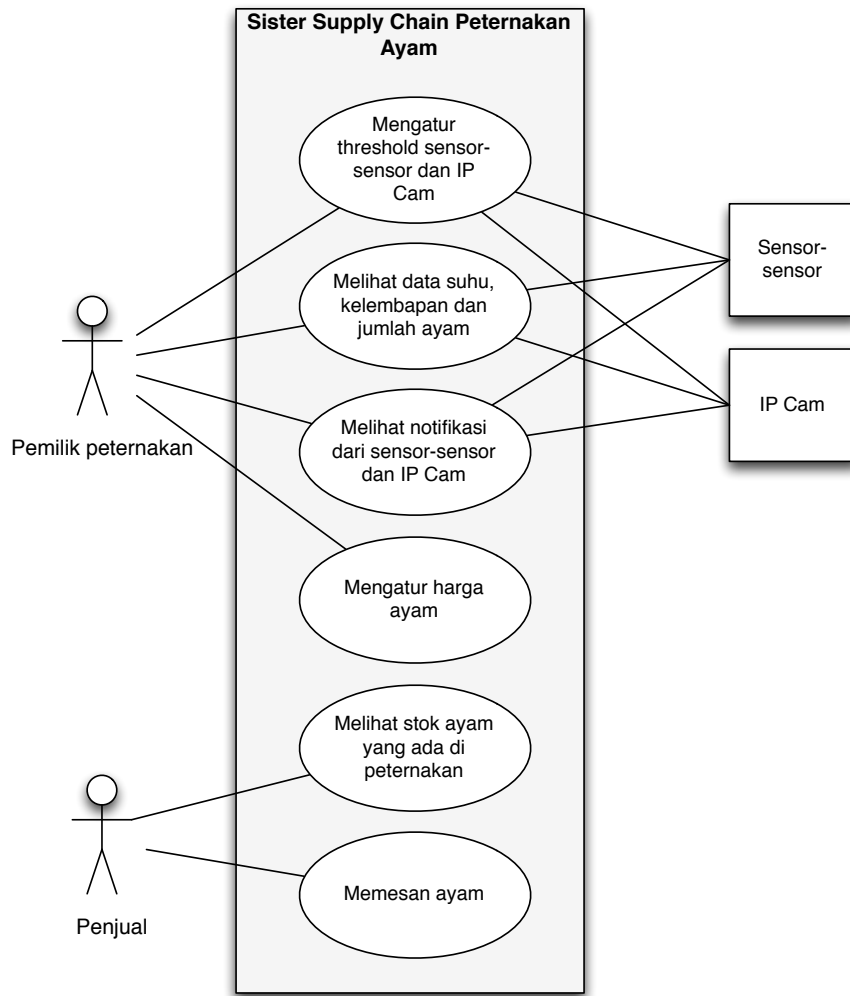 Sister Supply Chain Peternakan
Ayam
Mengatur
threshold sensor-
sensor dan IP
Cam
Sensor-
sensor
Melihat data suhu,
kelembapan dan
jumlah ayam
IP Cam
Pemilik peternakan
Melihat notifikasi
dari sensor-sensor
dan IP Cam
Mengatur harga
ayam
Melihat stok ayam
yang ada di
peternakan
Memesan ayam
Penjual